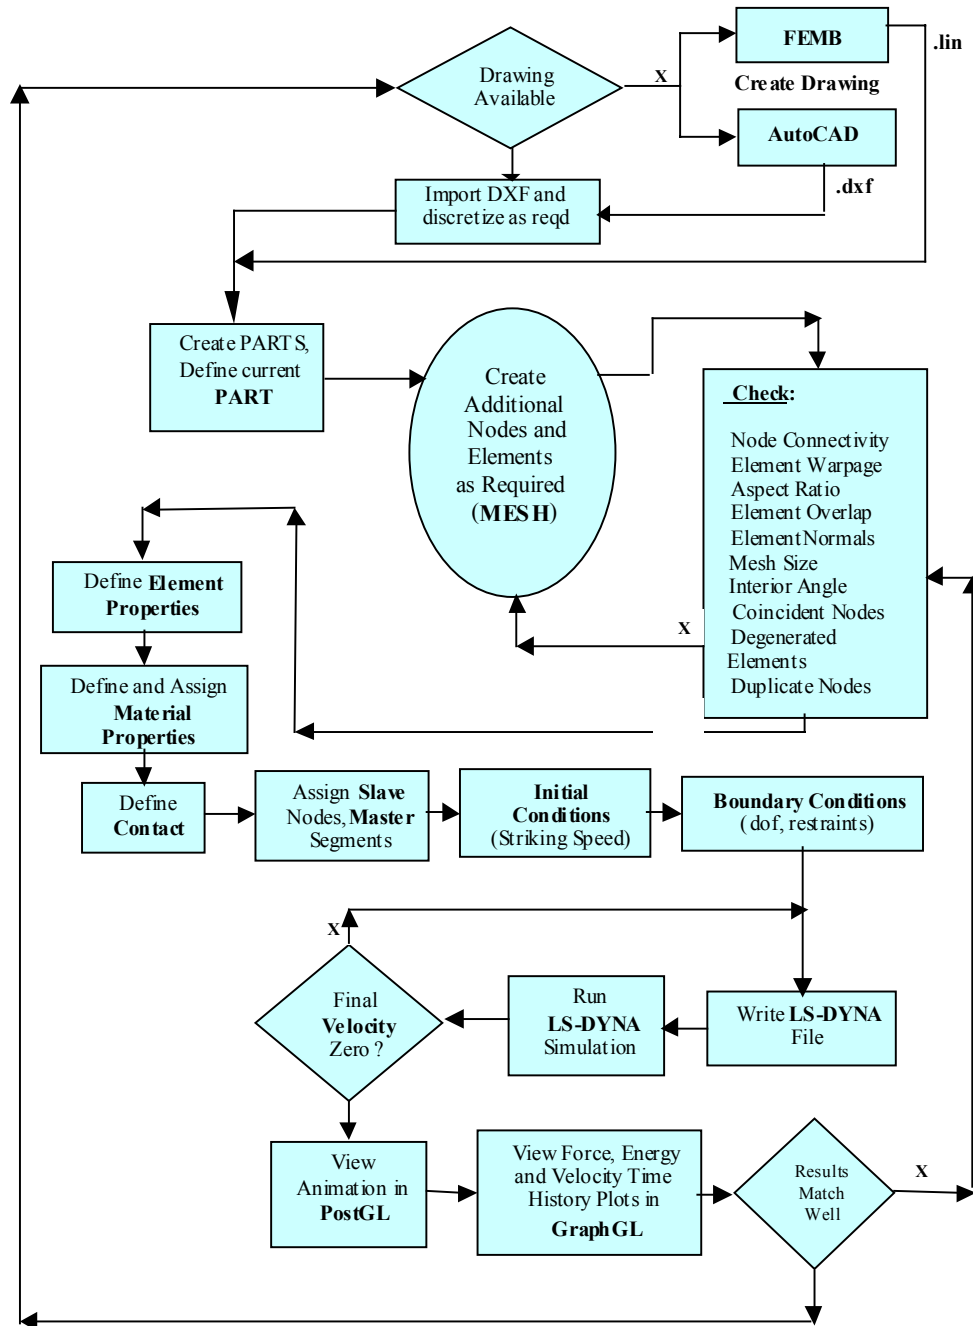 FEMB
.lin
Drawing
Available
X
Create Drawing
AutoCAD
.dxf
Import DXF and
discretize as reqd
Create PARTS,
Define current
PART
Create
Additional
Nodes and
Elements
as Required
(MESH)
Check:
Node Connectivity
Element Warpage
Aspect Ratio
Element Overlap
Element Normals
Mesh Size
Interior Angle
Coincident Nodes
Degenerated
Elements
Duplicate Nodes
X
Define Element
Properties
Define and Assign
Material
Properties
Define
Contact
Assign Slave
Nodes, Master
Segments
Initial
Conditions
(Striking Speed)
Boundary Conditions
(dof, restraints)
X
Final
Velocity
Zero ?
Run
LS-DYNA
Simulation
Write LS-DYNA
File
View
Animation in
PostGL
View Force, Energy
and Velocity Time
History Plots in
GraphGL
Results
Match
Well
X